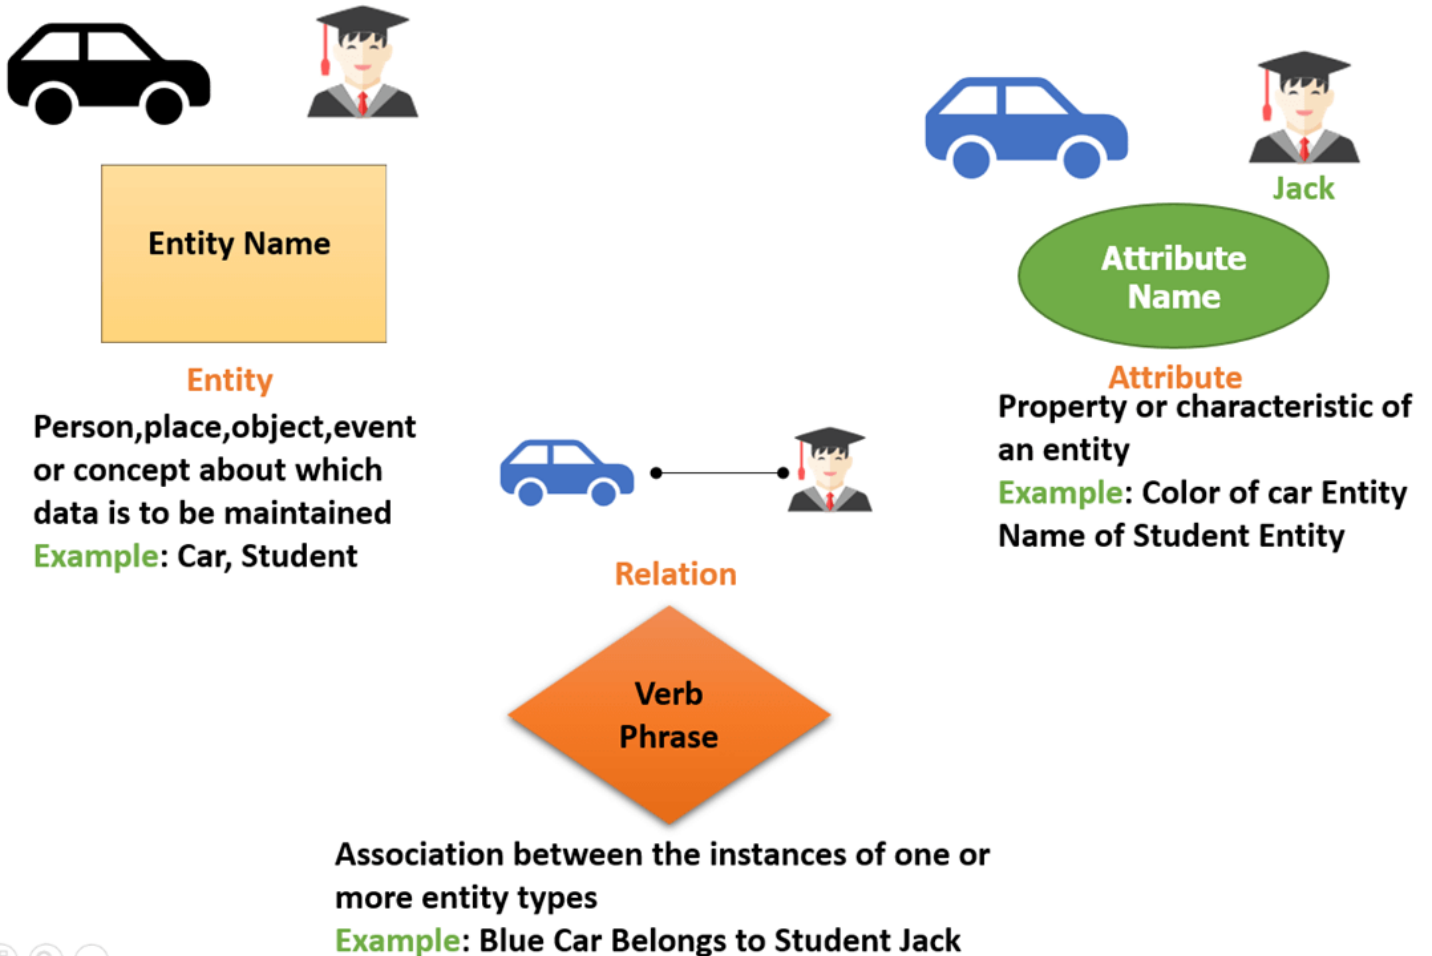 Entity Name
Entity
Person,place,object,event
or concept about which
data is to be maintained
Example: Car, Student
Jack
Attribute
Name
Attribute
Property or characteristic of
an entity
Example: Color of car Entity
Name of Student Entity
Relation
Verb
Phrase
Association between the instances of one or
more entity types
Example: Blue Car Belongs to Student Jack